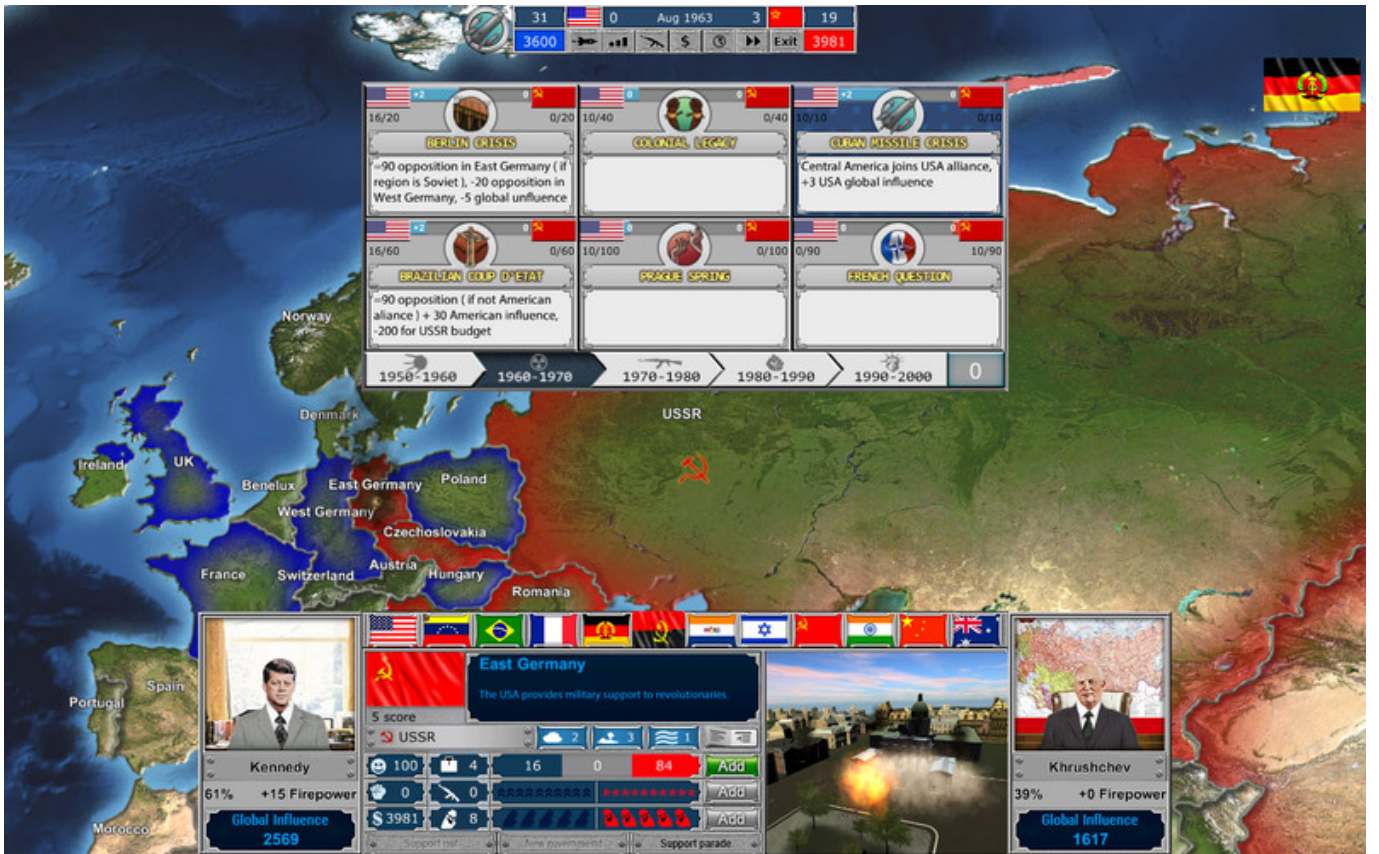 31 0 Aug 1963 3 19
3600 $ Exit 3981
+2 0 0 0 +2 0
16/20 0/20 10/40 0/40 10/10 0/10
BERLIN CRISIS COLONIAL LEGACY CUBAN MISSILE CRISIS
=90 opposition in East Germany ( if
region is Soviet ), -20 opposition in
West Germany, -5 global unfluence
Central America joins USA alliance,
+3 USA global influence
+2 0 0 0 0 0
16/60 0/60 10/100 0/100 0/90 10/90
BRAZILIAN COUP D'ETAT PRAGUE SPRING FRENCH QUESTION
=90 opposition ( if not American
aliance ) + 30 American influence,
-200 for USSR budget
1950-1960 1960-1970 1970-1980 1980-1990 1990-2000 0
Norway
USSR
Denmark
Ireland UK
Benelux East Germany Poland
West Germany
Czechoslovakia
France Switzerland Austria Hungary
Romania
Spain
Portugal
Morocco
East Germany
The USA provides military support to revolutionaries.
5 score
USSR 2 3 1
Kennedy
61% +15 Firepower
Global Influence
2569
100 4 16 0 84 Add
0 0 Add
$ 3981 8 Add
New government Support parade
Khrushchev
39% +0 Firepower
Global Influence
1617